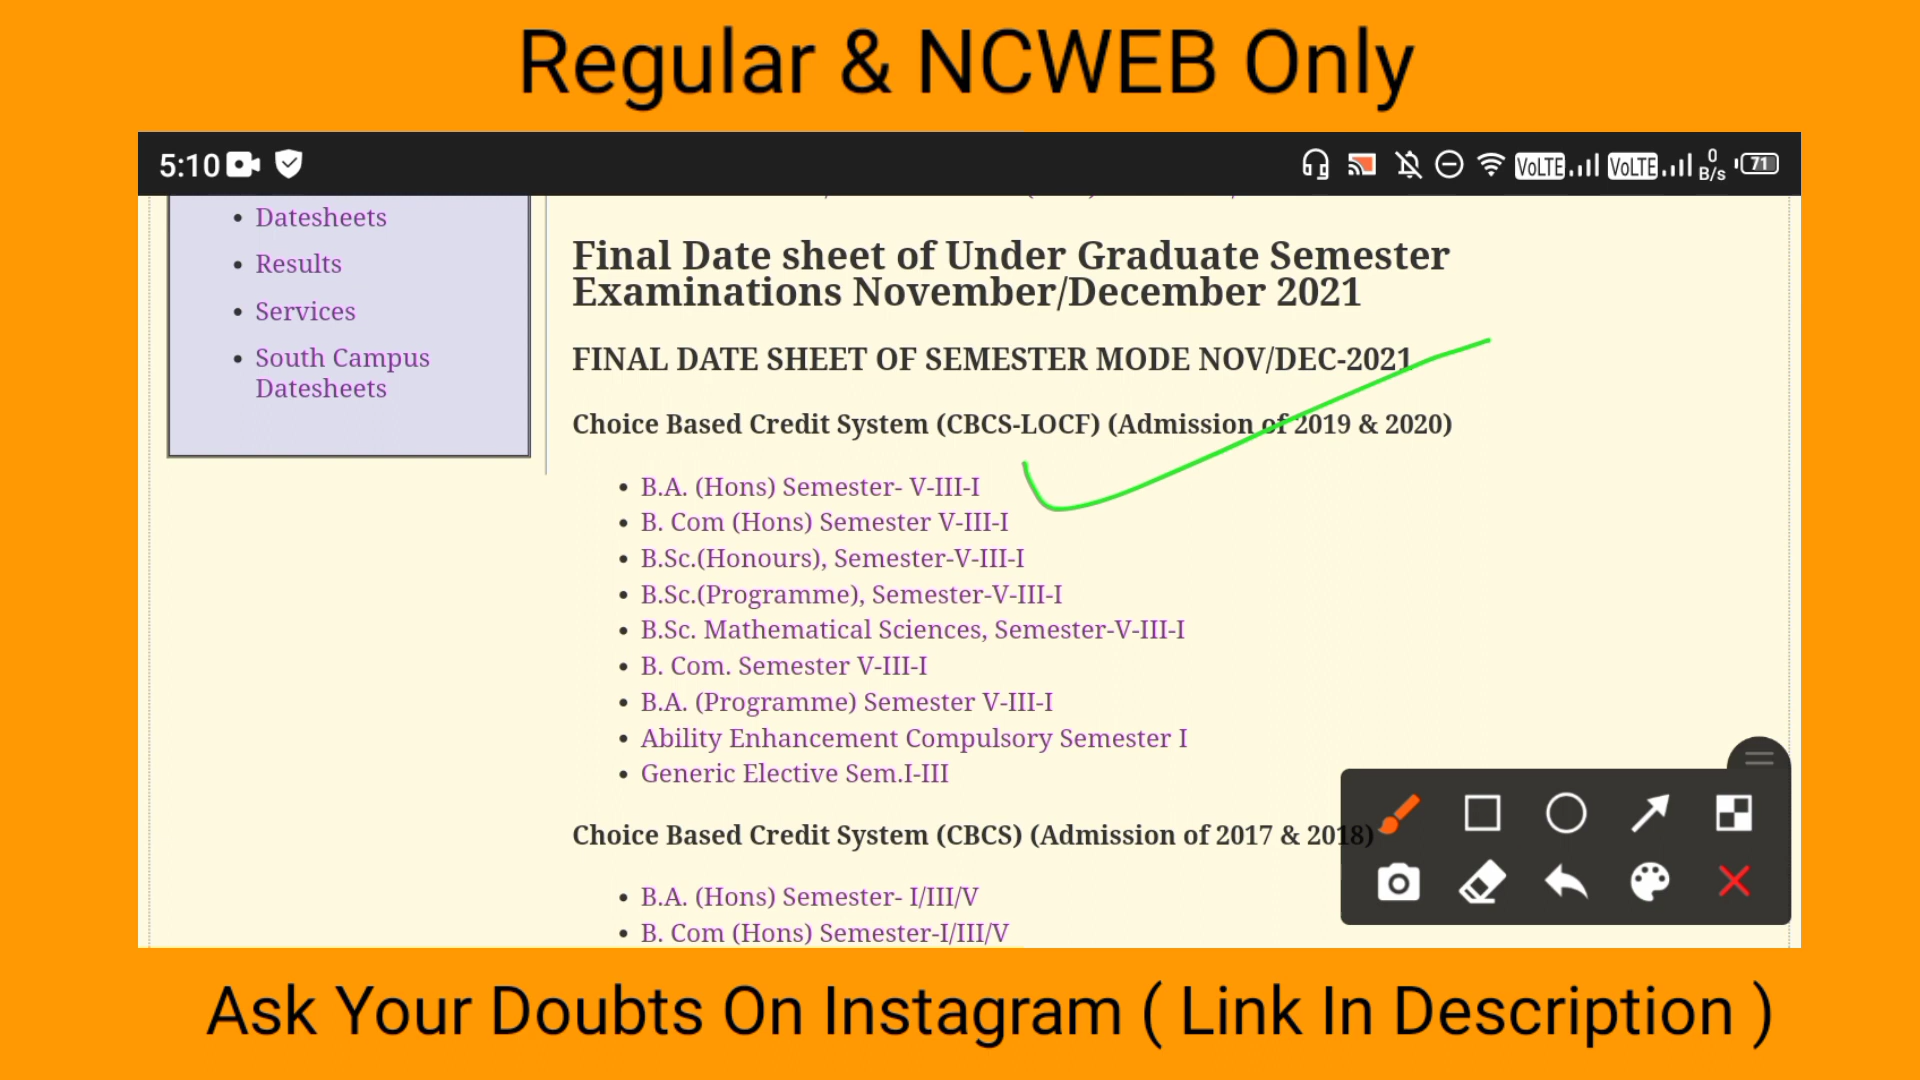 Regular & NCWEB Only
5:10
VoLTE
VoLTE
0
B/s
71
Datesheets
Results
Services
South Campus
Datesheets
Final Date sheet of Under Graduate Semester
Examinations November/December 2021
FINAL DATE SHEET OF SEMESTER MODE NOV/DEC-2021
Choice Based Credit System (CBCS-LOCF) (Admission of 2019 & 2020)
B.A. (Hons) Semester- V-III-I
B. Com (Hons) Semester V-III-I
B.Sc.(Honours), Semester-V-III-I
B.Sc.(Programme), Semester-V-III-I
B.Sc. Mathematical Sciences, Semester-V-III-I
B. Com. Semester V-III-I
B.A. (Programme) Semester V-III-I
Ability Enhancement Compulsory Semester I
Generic Elective Sem.I-III
Choice Based Credit System (CBCS) (Admission of 2017 & 2018)
B.A. (Hons) Semester- I/III/V
B. Com (Hons) Semester-I/III/V
Ask Your Doubts On Instagram ( Link In Description )